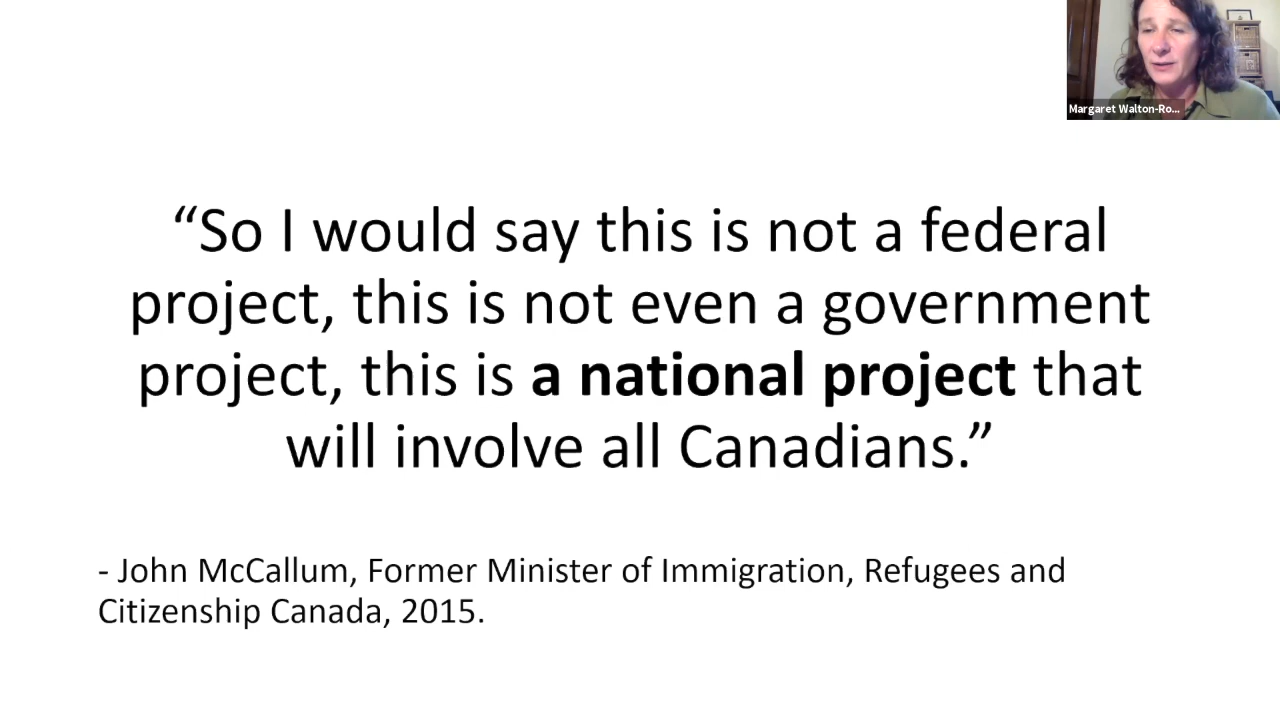 Margaret Walton-Ro...
“So I would say this is not a federal
project, this is not even a government
project, this is a national project that
will involve all Canadians.”
- John McCallum, Former Minister of Immigration, Refugees and
Citizenship Canada, 2015.